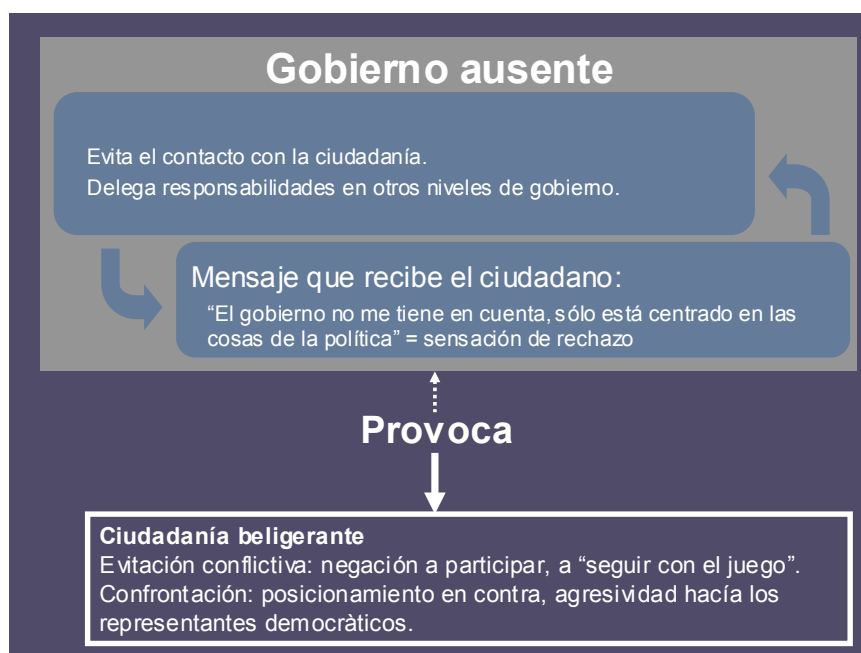 Gobierno ausente
Evita el contacto con la ciudadanía.
Delega responsabilidades en otros niveles de gobierno.
Mensaje que recibe el ciudadano:
“El gobierno no me tiene en cuenta, sólo está centrado en las
cosas de la política” = sensación de rechazo
Provoca
Ciudadanía beligerante
Evitación conflictiva: negación a participar, a “seguir con el juego”.
Confrontación: posicionamiento en contra, agresividad hacía los
representantes democràticos.